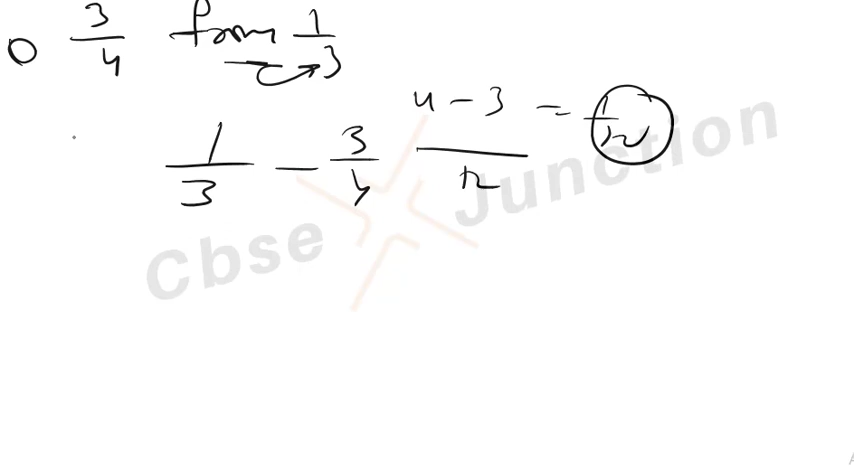 3/4 from 1/3
1/3 - 3/4 (4 - 3)/12 = 1/12
Cbse Junction